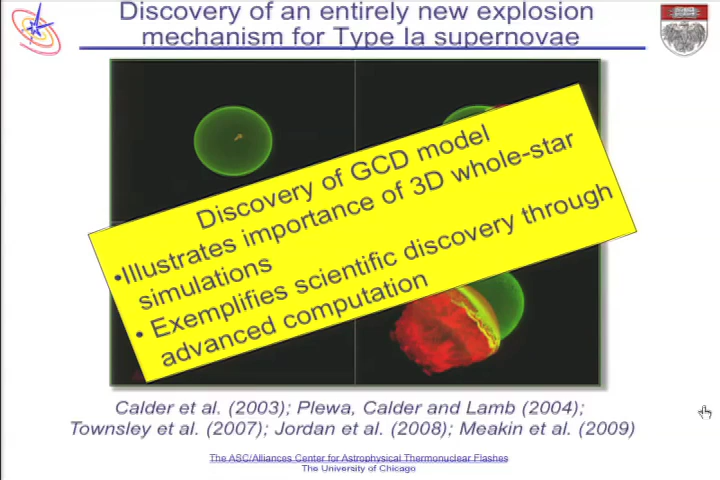 Discovery of an entirely new explosion
mechanism for Type Ia supernovae
Discovery of GCD model
•Illustrates importance of 3D whole-star
simulations
• Exemplifies scientific discovery through
advanced computation
Calder et al. (2003); Plewa, Calder and Lamb (2004);
Townsley et al. (2007); Jordan et al. (2008); Meakin et al. (2009)
The ASC/Alliances Center for Astrophysical Thermonuclear Flashes
The University of Chicago